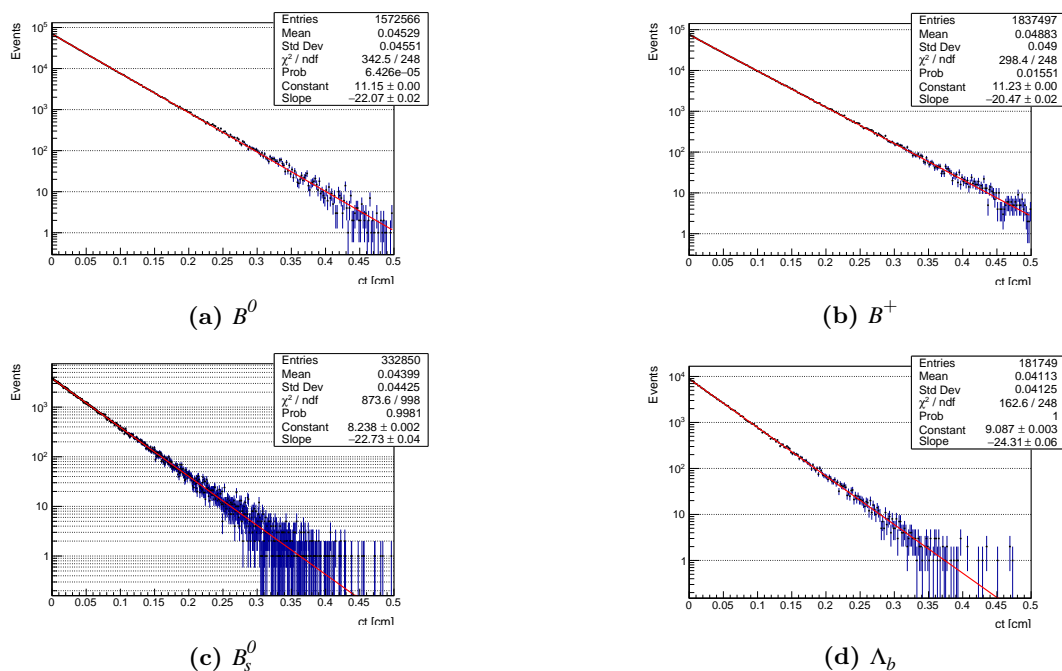 Events
10⁵
10⁴
10³
10²
10
1
0 0.05 0.1 0.15 0.2 0.25 0.3 0.35 0.4 0.45 0.5
ct [cm]
Entries 1572566
Mean 0.04529
Std Dev 0.04551
χ² / ndf 342.5 / 248
Prob 6.426e−05
Constant 11.15 ± 0.00
Slope −22.07 ± 0.02
(a) B⁰
Events
10⁵
10⁴
10³
10²
10
1
0 0.05 0.1 0.15 0.2 0.25 0.3 0.35 0.4 0.45 0.5
ct [cm]
Entries 1837497
Mean 0.04883
Std Dev 0.049
χ² / ndf 298.4 / 248
Prob 0.01551
Constant 11.23 ± 0.00
Slope −20.47 ± 0.02
(b) B⁺
Events
10³
10²
10
1
0 0.05 0.1 0.15 0.2 0.25 0.3 0.35 0.4 0.45 0.5
ct [cm]
Entries 332850
Mean 0.04399
Std Dev 0.04425
χ² / ndf 873.6 / 998
Prob 0.9981
Constant 8.238 ± 0.002
Slope −22.73 ± 0.04
(c) B⁰ₛ
Events
10⁴
10³
10²
10
1
0 0.05 0.1 0.15 0.2 0.25 0.3 0.35 0.4 0.45 0.5
ct [cm]
Entries 181749
Mean 0.04113
Std Dev 0.04125
χ² / ndf 162.6 / 248
Prob 1
Constant 9.087 ± 0.003
Slope −24.31 ± 0.06
(d) Λ_b